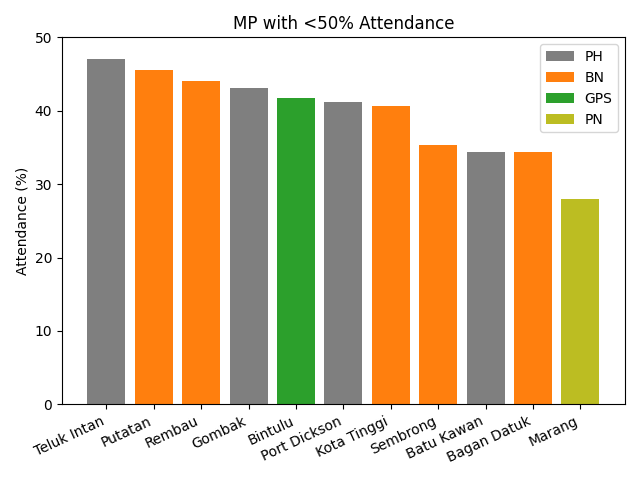 MP with <50% Attendance
PH
BN
GPS
PN
Attendance (%)
50
40
30
20
10
0
Teluk Intan
Putatan
Rembau
Gombak
Bintulu
Port Dickson
Kota Tinggi
Sembrong
Batu Kawan
Bagan Datuk
Marang